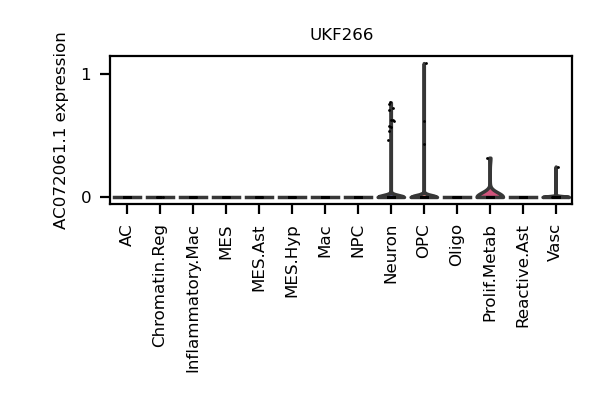 UKF266
AC072061.1 expression
1
0
AC
Chromatin.Reg
Inflammatory.Mac
MES
MES.Ast
MES.Hyp
Mac
NPC
Neuron
OPC
Oligo
Prolif.Metab
Reactive.Ast
Vasc